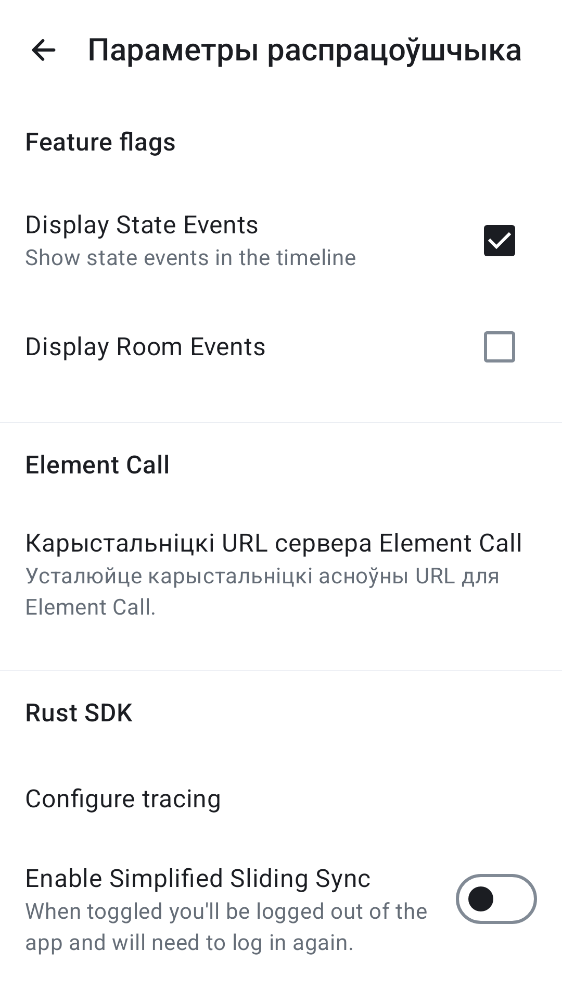 Параметры распрацоўшчыка
Feature flags
Display State Events
Show state events in the timeline
Display Room Events
Element Call
Карыстальніцкі URL сервера Element Call
Усталюйце карыстальніцкі асноўны URL для
Element Call.
Rust SDK
Configure tracing
Enable Simplified Sliding Sync
When toggled you'll be logged out of the
app and will need to log in again.